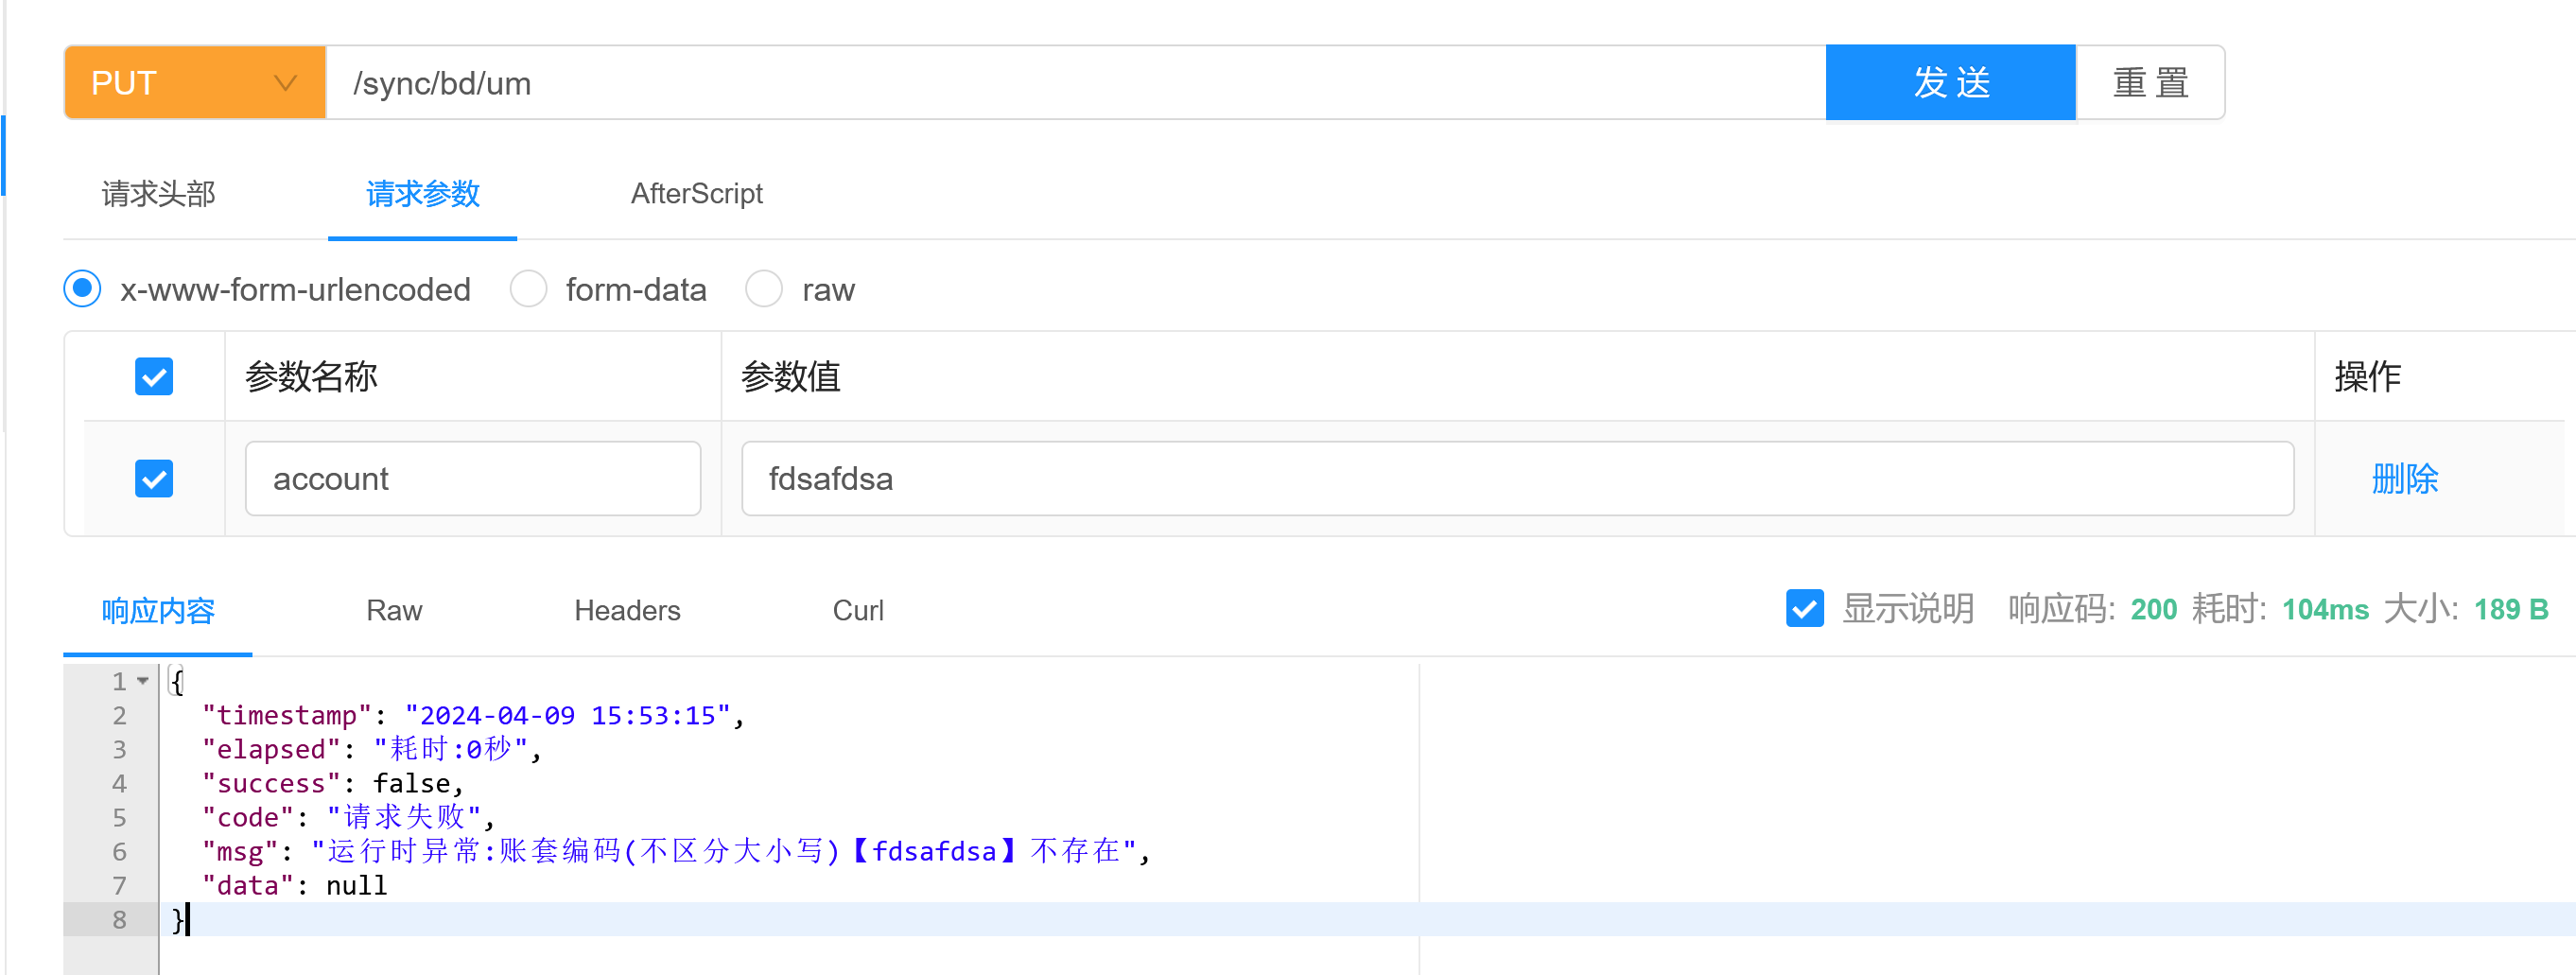 PUT /sync/bd/um 发 送 重 置
请求头部 请求参数 AfterScript
x-www-form-urlencoded form-data raw
参数名称 参数值 操作
account fdsafdsa 删除
响应内容 Raw Headers Curl 显示说明 响应码: 200 耗时: 104ms 大小: 189 B
1 {
2 "timestamp": "2024-04-09 15:53:15",
3 "elapsed": "耗时:0秒",
4 "success": false,
5 "code": "请求失败",
6 "msg": "运行时异常:账套编码(不区分大小写)【fdsafdsa】不存在",
7 "data": null
8 }